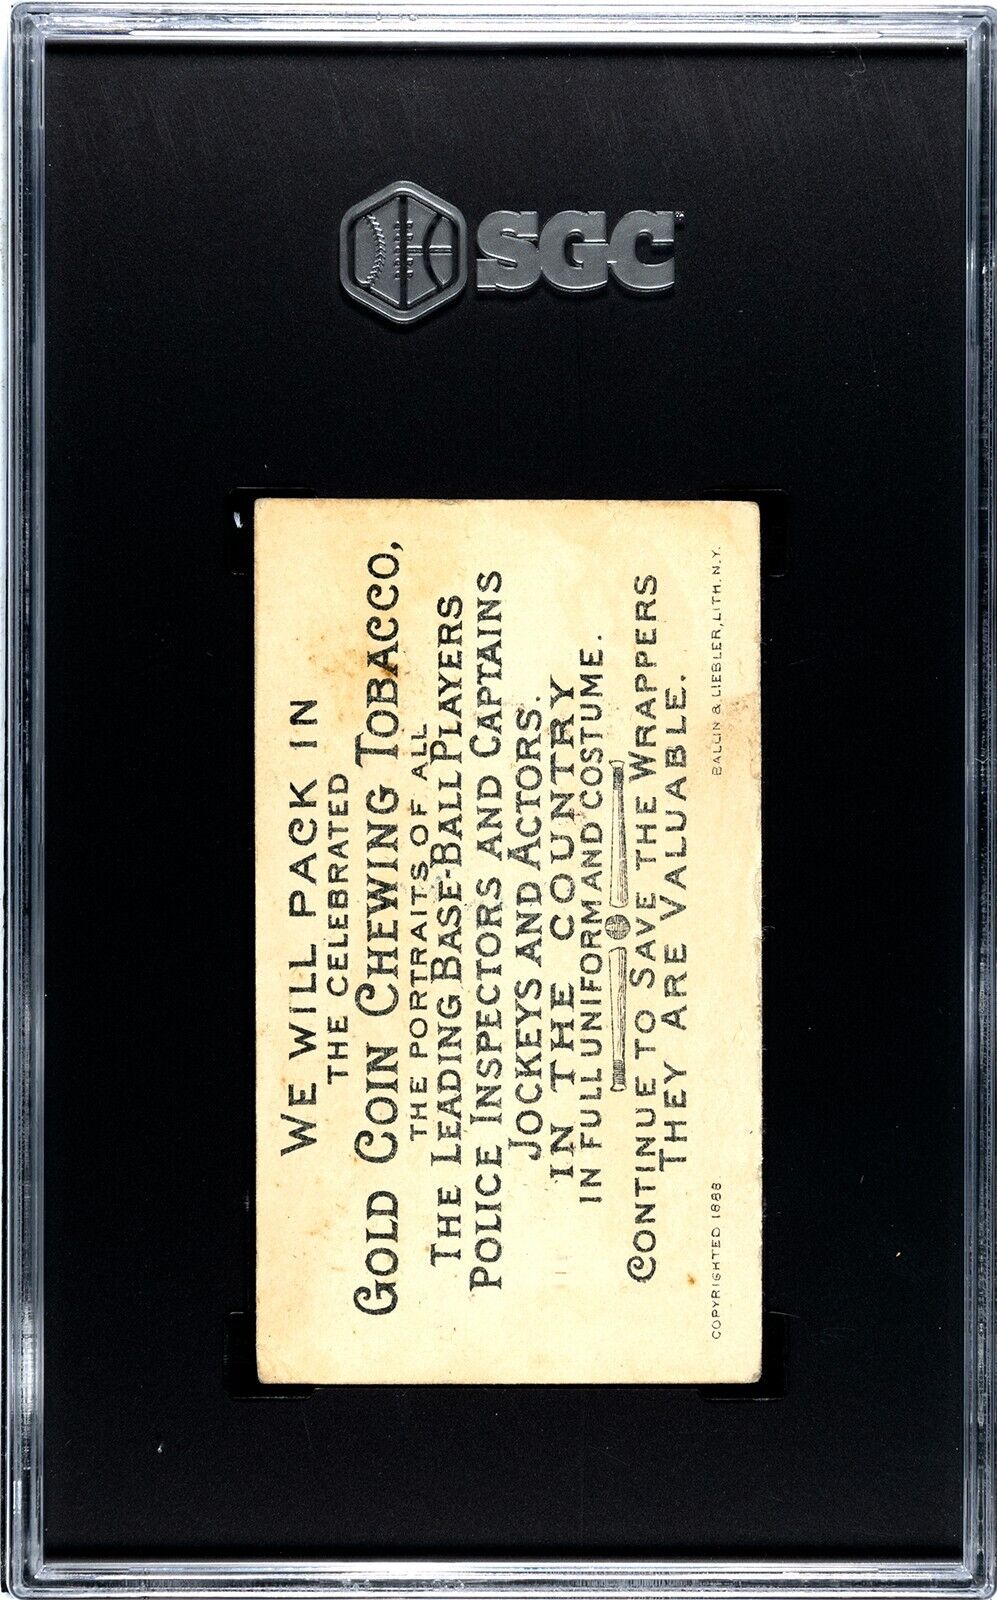 SGC
WE WILL PACK IN
THE CELEBRATED
GOLD COIN CHEWING TOBACCO,
THE PORTRAITS OF ALL
THE LEADING BASE-BALL PLAYERS
POLICE INSPECTORS AND CAPTAINS
JOCKEYS AND ACTORS.
IN THE COUNTRY
IN FULL UNIFORM AND COSTUME.
CONTINUE TO SAVE THE WRAPPERS
THEY ARE VALUABLE.
COPYRIGHTED 1888 BALLIN & LIEBLER, LITH. N.Y.